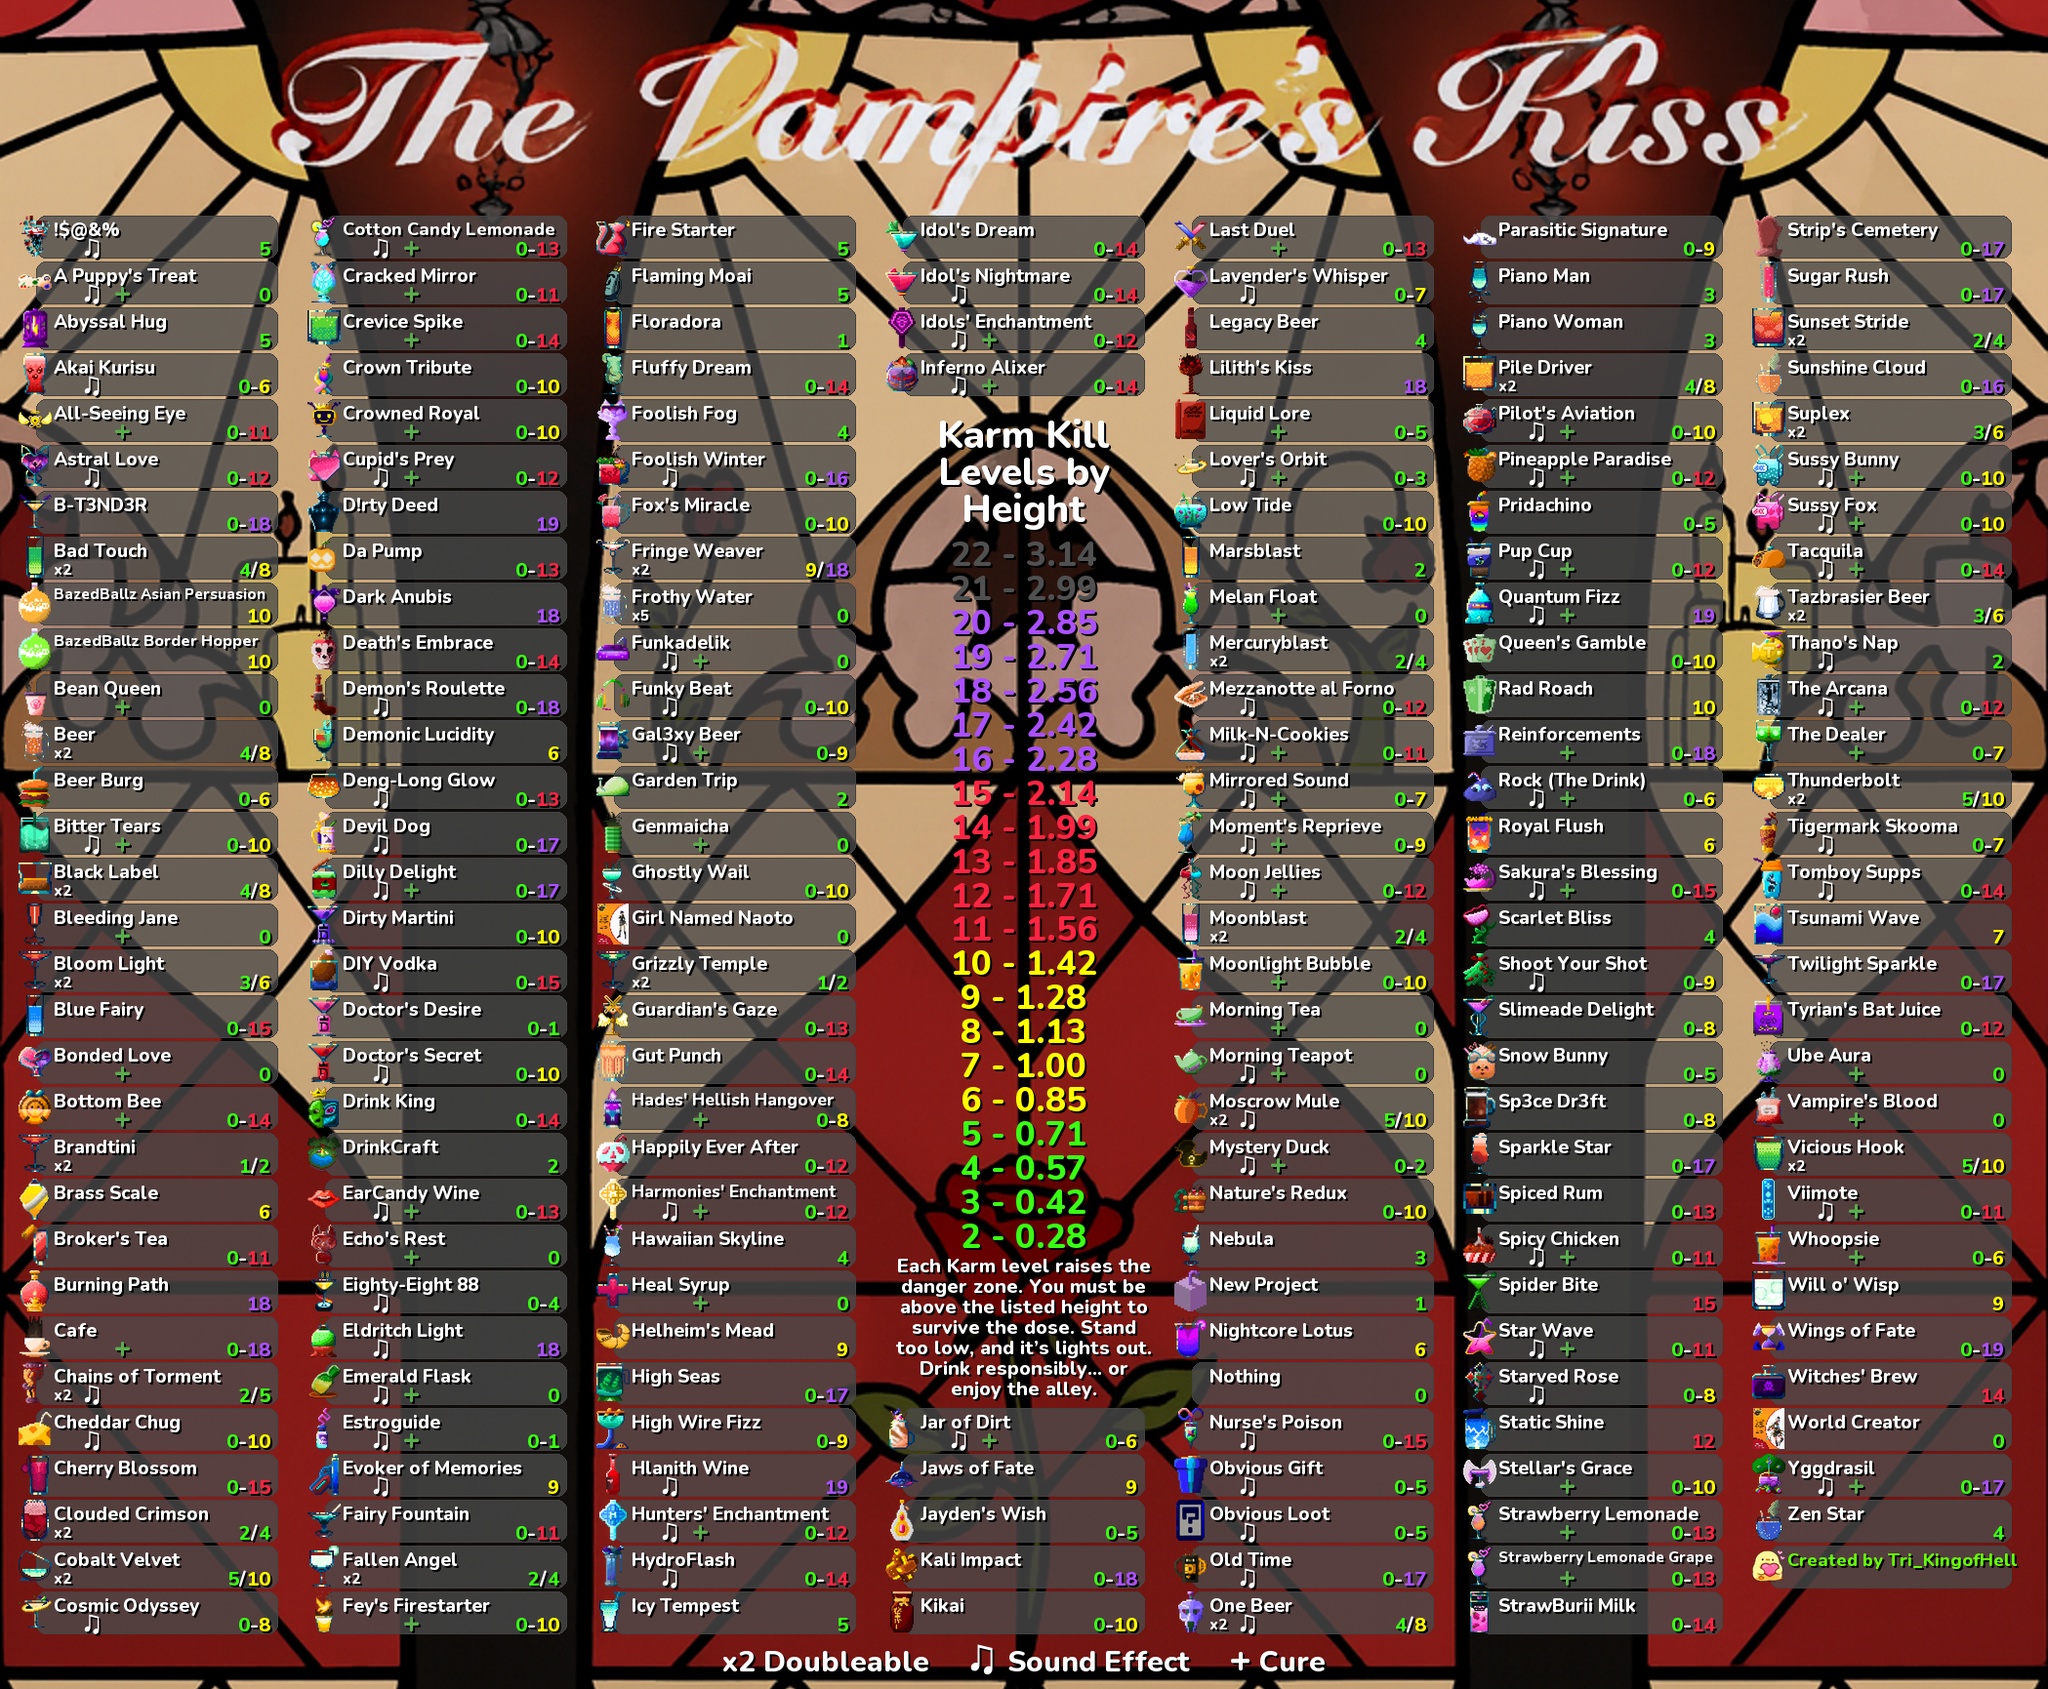 The Vampire's Kiss
!$@&%
♫ 5
A Puppy's Treat
♫ + 0
Abyssal Hug
5
Akai Kurisu
♫ 0-6
All-Seeing Eye
+ 0-11
Astral Love
♫ 0-12
B-T3ND3R
0-18
Bad Touch
x2 4/8
BazedBallz Asian Persuasion
10
BazedBallz Border Hopper
10
Bean Queen
+ 0
Beer
x2 4/8
Beer Burg
0-6
Bitter Tears
♫ + 0-10
Black Label
x2 4/8
Bleeding Jane
+ 0
Bloom Light
x2 3/6
Blue Fairy
0-15
Bonded Love
+ 0
Bottom Bee
+ 0-14
Brandtini
x2 1/2
Brass Scale
6
Broker's Tea
0-11
Burning Path
18
Cafe
+ 0-18
Chains of Torment
x2 ♫ 2/5
Cheddar Chug
♫ 0-10
Cherry Blossom
0-15
Clouded Crimson
x2 2/4
Cobalt Velvet
x2 5/10
Cosmic Odyssey
♫ 0-8
Cotton Candy Lemonade
♫ + 0-13
Cracked Mirror
+ 0-11
Crevice Spike
+ 0-14
Crown Tribute
0-10
Crowned Royal
+ 0-10
Cupid's Prey
♫ + 0-12
D!rty Deed
19
Da Pump
0-13
Dark Anubis
18
Death's Embrace
0-14
Demon's Roulette
♫ 0-18
Demonic Lucidity
6
Deng-Long Glow
♫ 0-13
Devil Dog
♫ 0-17
Dilly Delight
♫ + 0-17
Dirty Martini
0-10
DIY Vodka
♫ 0-15
Doctor's Desire
0-1
Doctor's Secret
♫ 0-10
Drink King
0-14
DrinkCraft
2
EarCandy Wine
♫ + 0-13
Echo's Rest
+ 0
Eighty-Eight 88
♫ 0-4
Eldritch Light
♫ 18
Emerald Flask
♫ + 0
Estroguide
♫ + 0-1
Evoker of Memories
♫ 9
Fairy Fountain
0-11
Fallen Angel
x2 2/4
Fey's Firestarter
+ 0-10
Fire Starter
5
Flaming Moai
5
Floradora
1
Fluffy Dream
0-14
Foolish Fog
4
Foolish Winter
♫ 0-16
Fox's Miracle
0-10
Fringe Weaver
x2 9/18
Frothy Water
x5 0
Funkadelik
♫ + 0
Funky Beat
♫ 0-10
Gal3xy Beer
♫ + 0-9
Garden Trip
2
Genmaicha
+ 0
Ghostly Wail
0-10
Girl Named Naoto
0
Grizzly Temple
x2 1/2
Guardian's Gaze
0-13
Gut Punch
0-14
Hades' Hellish Hangover
+ 0-8
Happily Ever After
0-12
Harmonies' Enchantment
♫ + 0-12
Hawaiian Skyline
4
Heal Syrup
+ 0
Helheim's Mead
9
High Seas
0-17
High Wire Fizz
0-9
Hlanith Wine
19
Hunters' Enchantment
♫ + 0-12
HydroFlash
♫ 0-14
Icy Tempest
5
Idol's Dream
0-14
Idol's Nightmare
♫ 0-14
Idols' Enchantment
♫ + 0-12
Inferno Alixer
♫ + 0-14
Karm Kill
Levels by
Height
22 - 3.14
21 - 2.99
20 - 2.85
19 - 2.71
18 - 2.56
17 - 2.42
16 - 2.28
15 - 2.14
14 - 1.99
13 - 1.85
12 - 1.71
11 - 1.56
10 - 1.42
9 - 1.28
8 - 1.13
7 - 1.00
6 - 0.85
5 - 0.71
4 - 0.57
3 - 0.42
2 - 0.28
Each Karm level raises the
danger zone. You must be
above the listed height to
survive the dose. Stand
too low, and it's lights out.
Drink responsibly... or
enjoy the alley.
Jar of Dirt
♫ + 0-6
Jaws of Fate
9
Jayden's Wish
0-5
Kali Impact
0-18
Kikai
0-10
Last Duel
+ 0-13
Lavender's Whisper
♫ 0-7
Legacy Beer
4
Lilith's Kiss
18
Liquid Lore
+ 0-5
Lover's Orbit
♫ + 0-3
Low Tide
0-10
Marsblast
2
Melan Float
+ 0
Mercuryblast
x2 2/4
Mezzanotte al Forno
♫ 0-12
Milk-N-Cookies
♫ + 0-11
Mirrored Sound
♫ + 0-7
Moment's Reprieve
♫ + 0-9
Moon Jellies
♫ + 0-12
Moonblast
x2 2/4
Moonlight Bubble
+ 0-10
Morning Tea
+ 0
Morning Teapot
♫ + 0
Moscrow Mule
x2 ♫ 5/10
Mystery Duck
♫ + 0-2
Nature's Redux
0-10
Nebula
3
New Project
1
Nightcore Lotus
6
Nothing
0
Nurse's Poison
♫ 0-15
Obvious Gift
♫ 0-5
Obvious Loot
♫ 0-5
Old Time
♫ 0-17
One Beer
x2 ♫ 4/8
Parasitic Signature
0-9
Piano Man
3
Piano Woman
3
Pile Driver
x2 4/8
Pilot's Aviation
♫ + 0-10
Pineapple Paradise
♫ + 0-12
Pridachino
0-5
Pup Cup
♫ + 0-12
Quantum Fizz
♫ + 19
Queen's Gamble
0-10
Rad Roach
10
Reinforcements
+ 0-18
Rock (The Drink)
♫ + 0-6
Royal Flush
6
Sakura's Blessing
♫ + 0-15
Scarlet Bliss
4
Shoot Your Shot
♫ 0-9
Slimeade Delight
0-8
Snow Bunny
0-5
Sp3ce Dr3ft
0-8
Sparkle Star
0-17
Spiced Rum
0-13
Spicy Chicken
♫ + 0-11
Spider Bite
15
Star Wave
♫ + 0-11
Starved Rose
♫ 0-8
Static Shine
12
Stellar's Grace
+ 0-10
Strawberry Lemonade
+ 0-13
Strawberry Lemonade Grape
+ 0-13
StrawBurii Milk
0-14
Strip's Cemetery
0-17
Sugar Rush
0-17
Sunset Stride
x2 2/4
Sunshine Cloud
0-16
Suplex
x2 3/6
Sussy Bunny
♫ + 0-10
Sussy Fox
♫ + 0-10
Tacquila
♫ + 0-14
Tazbrasier Beer
x2 3/6
Thano's Nap
♫ 2
The Arcana
♫ + 0-12
The Dealer
+ 0-7
Thunderbolt
x2 5/10
Tigermark Skooma
♫ 0-7
Tomboy Supps
♫ 0-14
Tsunami Wave
7
Twilight Sparkle
0-17
Tyrian's Bat Juice
0-12
Ube Aura
+ 0
Vampire's Blood
+ 0
Vicious Hook
x2 5/10
Viimote
♫ + 0-11
Whoopsie
+ 0-6
Will o' Wisp
9
Wings of Fate
0-19
Witches' Brew
14
World Creator
0
Yggdrasil
♫ + 0-17
Zen Star
4
Created by Tri_KingofHell
x2 Doubleable ♫ Sound Effect + Cure